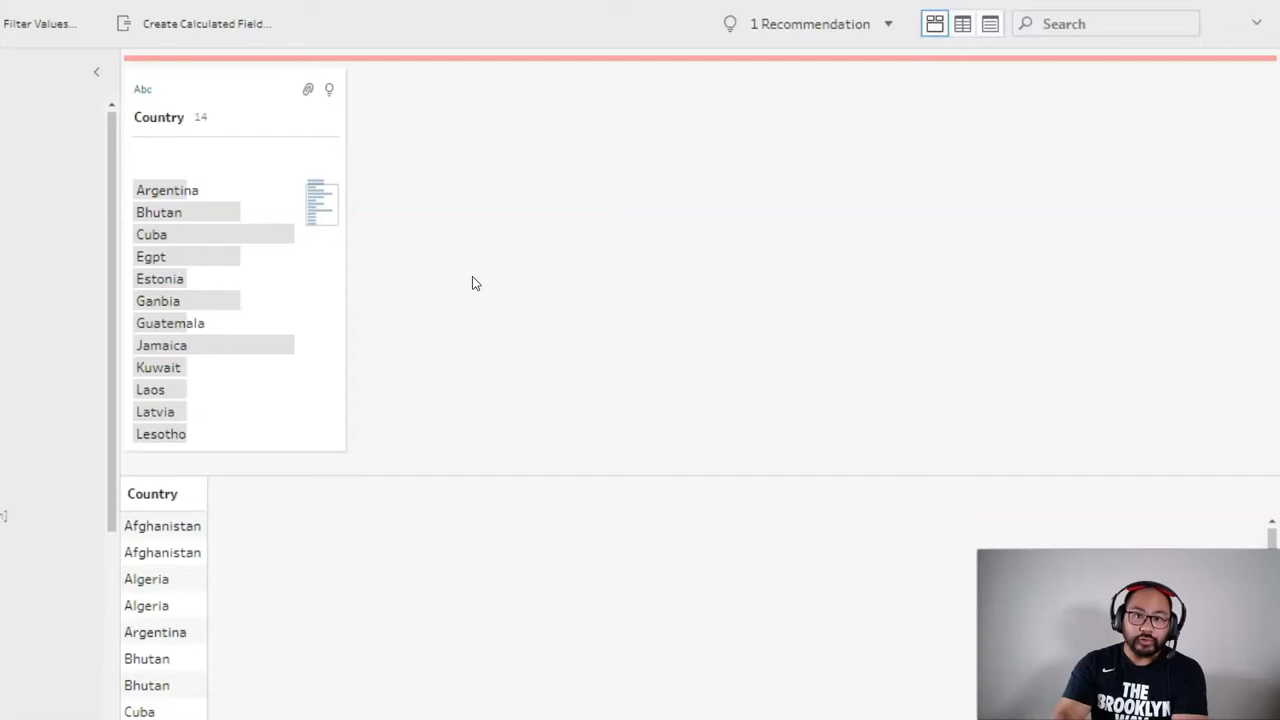 Filter Values...
Create Calculated Field...
1 Recommendation
Search
Abc
Country 14
Argentina
Bhutan
Cuba
Egpt
Estonia
Ganbia
Guatemala
Jamaica
Kuwait
Laos
Latvia
Lesotho
Country
Afghanistan
Afghanistan
Algeria
Algeria
Argentina
Bhutan
Bhutan
Cuba
THE
BROOKLYN